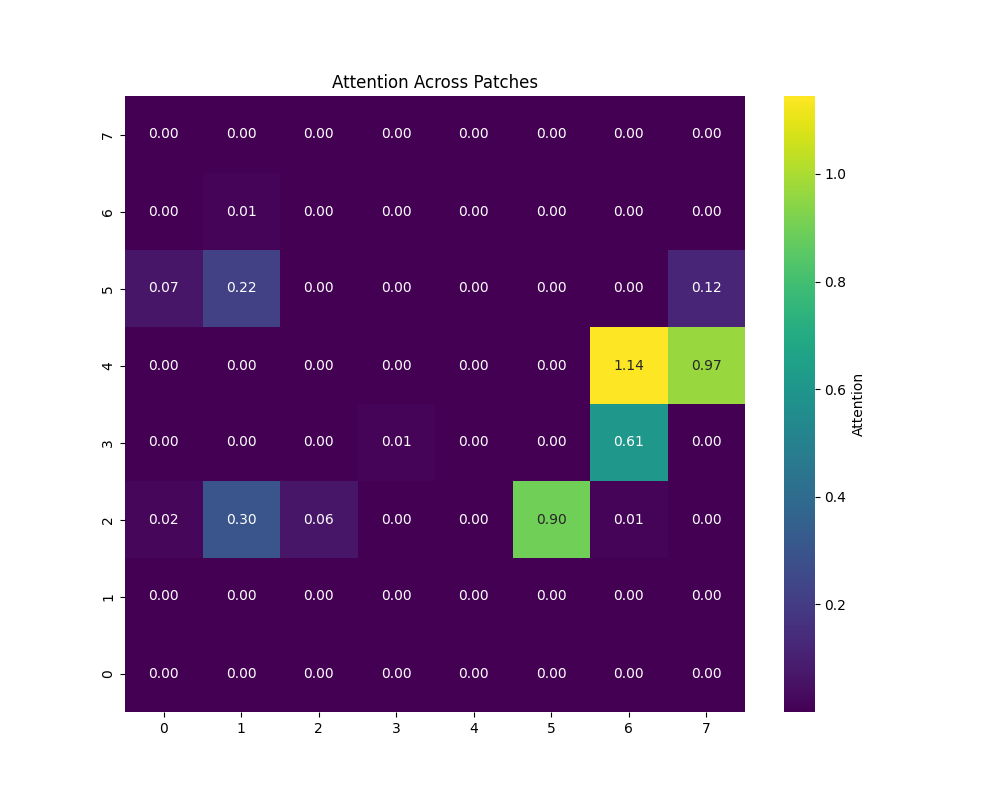 Attention Across Patches
7 0.00 0.00 0.00 0.00 0.00 0.00 0.00 0.00
6 0.00 0.01 0.00 0.00 0.00 0.00 0.00 0.00
5 0.07 0.22 0.00 0.00 0.00 0.00 0.00 0.12
4 0.00 0.00 0.00 0.00 0.00 0.00 1.14 0.97
3 0.00 0.00 0.00 0.01 0.00 0.00 0.61 0.00
2 0.02 0.30 0.06 0.00 0.00 0.90 0.01 0.00
1 0.00 0.00 0.00 0.00 0.00 0.00 0.00 0.00
0 0.00 0.00 0.00 0.00 0.00 0.00 0.00 0.00
0 1 2 3 4 5 6 7
1.0
0.8
0.6
0.4
0.2
Attention